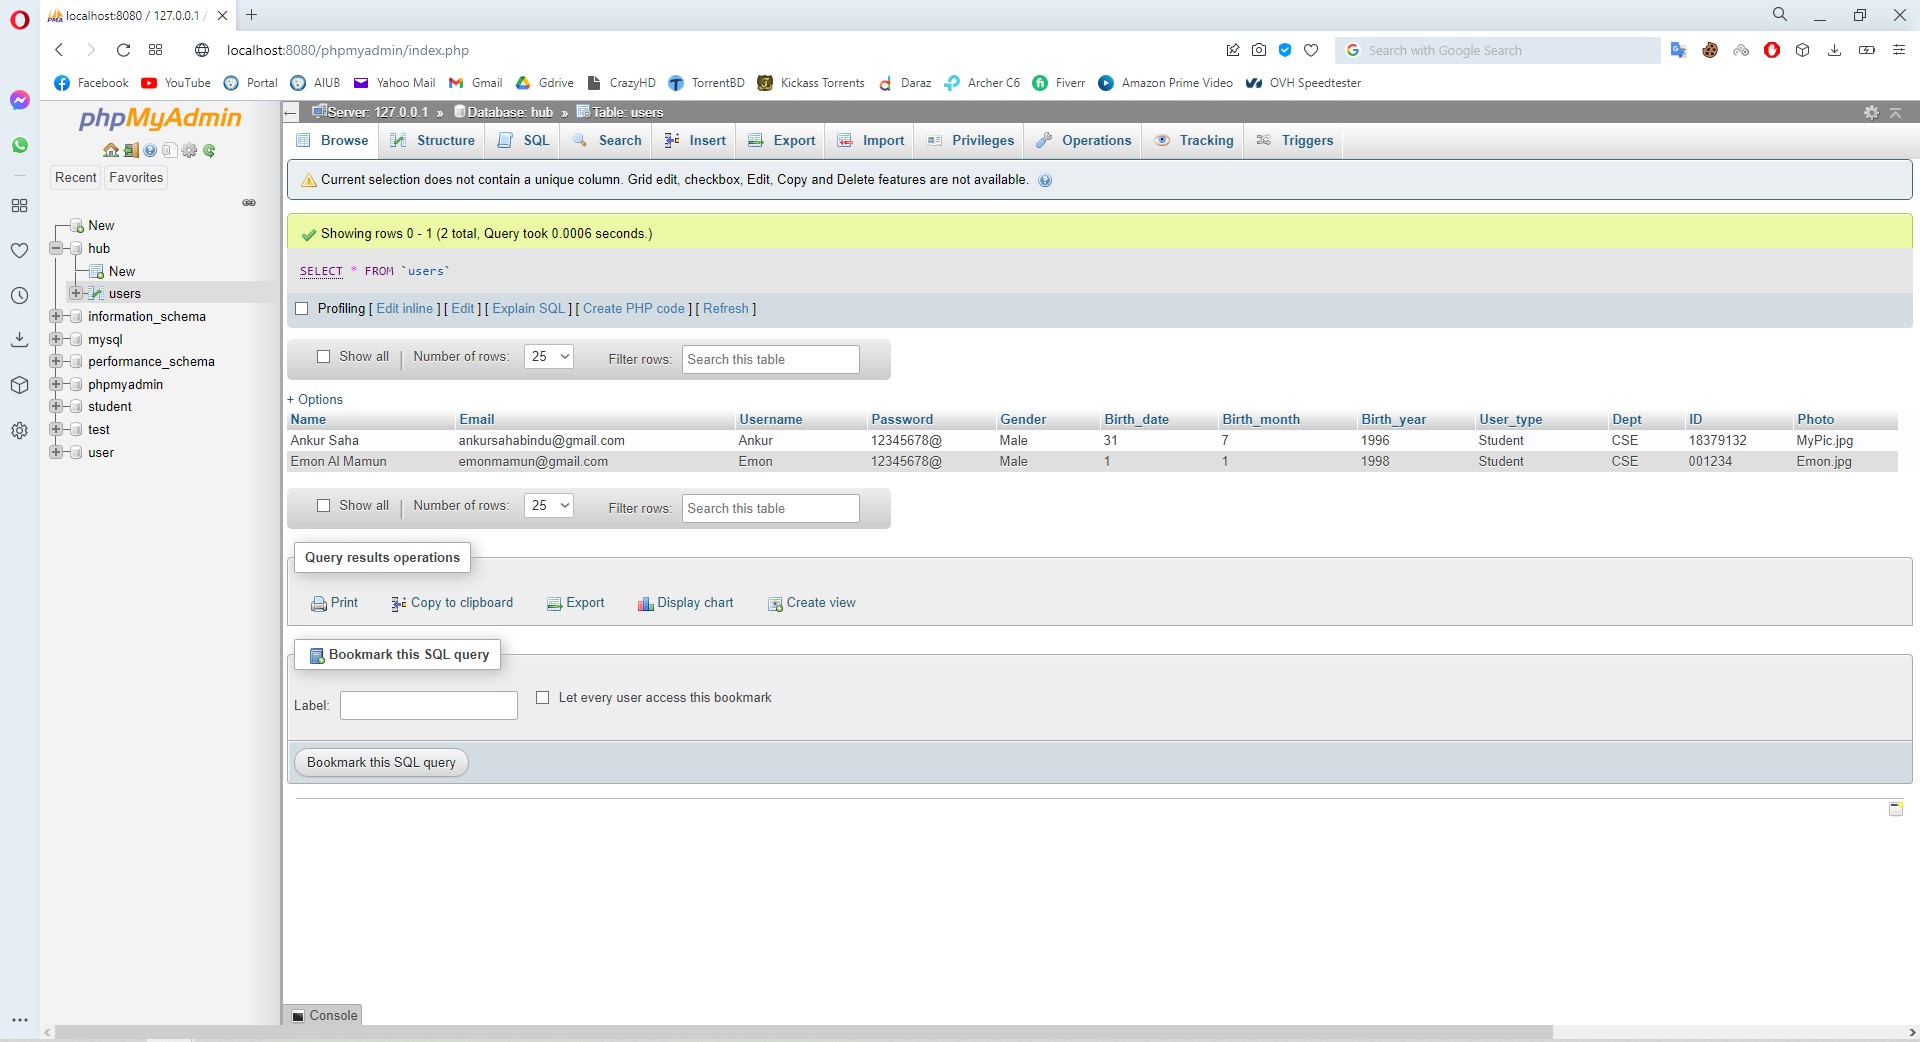 localhost:8080 / 127.0.0.1 /
localhost:8080/phpmyadmin/index.php
Search with Google Search
Facebook YouTube Portal AIUB Yahoo Mail Gmail Gdrive CrazyHD TorrentBD Kickass Torrents Daraz Archer C6 Fiverr Amazon Prime Video OVH Speedtester
phpMyAdmin
Recent Favorites
New
hub
New
users
information_schema
mysql
performance_schema
phpmyadmin
student
test
user
Server: 127.0.0.1 » Database: hub » Table: users
Browse Structure SQL Search Insert Export Import Privileges Operations Tracking Triggers
Current selection does not contain a unique column. Grid edit, checkbox, Edit, Copy and Delete features are not available.
Showing rows 0 - 1 (2 total, Query took 0.0006 seconds.)
SELECT * FROM `users`
Profiling [ Edit inline ] [ Edit ] [ Explain SQL ] [ Create PHP code ] [ Refresh ]
Show all | Number of rows: 25 Filter rows: Search this table
+ Options
Name Email Username Password Gender Birth_date Birth_month Birth_year User_type Dept ID Photo
Ankur Saha ankursahabindu@gmail.com Ankur 12345678@ Male 31 7 1996 Student CSE 18379132 MyPic.jpg
Emon Al Mamun emonmamun@gmail.com Emon 12345678@ Male 1 1 1998 Student CSE 001234 Emon.jpg
Show all | Number of rows: 25 Filter rows: Search this table
Query results operations
Print Copy to clipboard Export Display chart Create view
Bookmark this SQL query
Label: Let every user access this bookmark
Bookmark this SQL query
Console